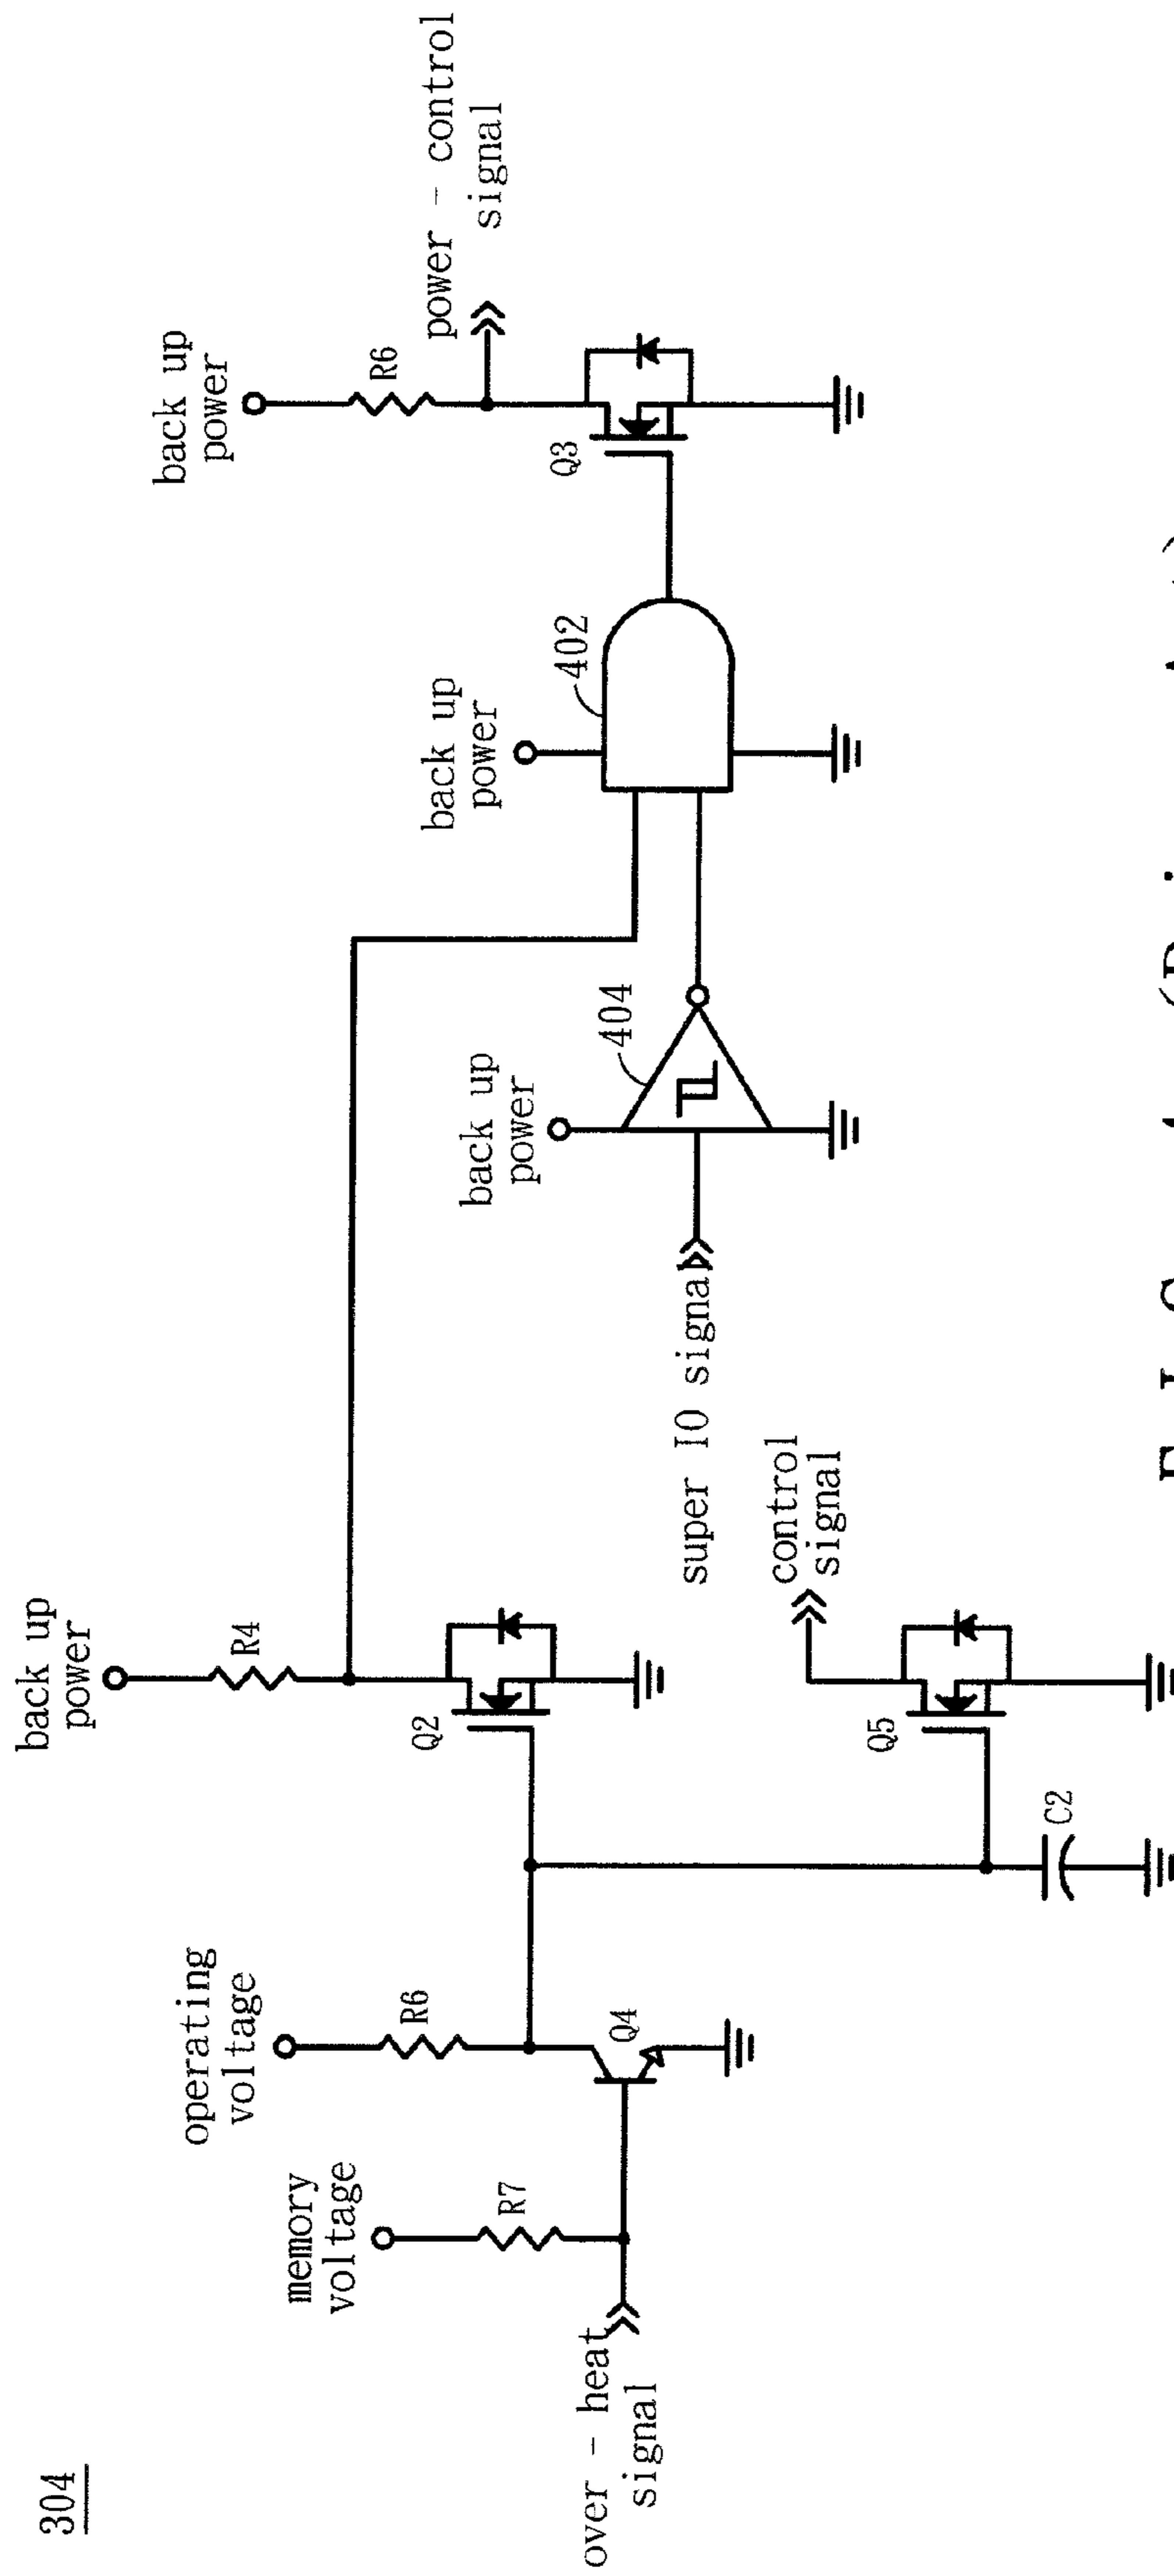 304
over - heat
signal
memory
voltage
R7
operating
voltage
R6
Q4
back up
power
R4
Q2
C2
Q5
control
signal
super IO signal
back up
power
404
back up
power
402
Q3
back up
power
R6
power - control
signal